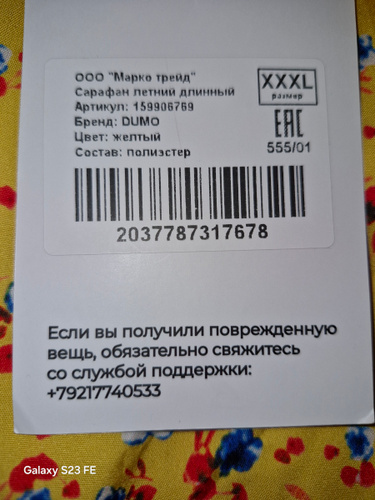 ООО "Марко трейд"
Сарафан летний длинный
Артикул: 159906769
Бренд: DUMO
Цвет: желтый
Состав: полиэстер
XXXL
размер
EAC
555/01
2037787317678
Если вы получили поврежденную
вещь, обязательно свяжитесь
со службой поддержки:
+79217740533
Galaxy S23 FE